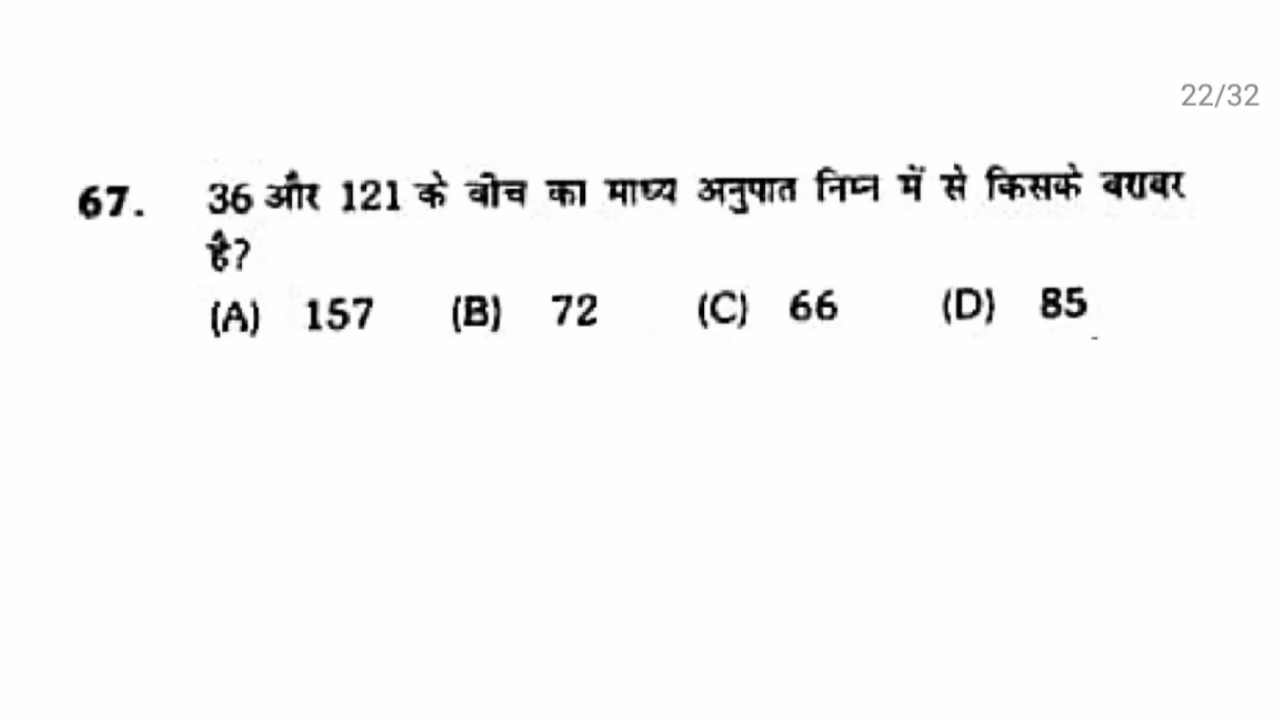 22/32
67. 36 और 121 के बीच का माध्य अनुपात निम्न में से किसके बराबर
है?
(A) 157 (B) 72 (C) 66 (D) 85